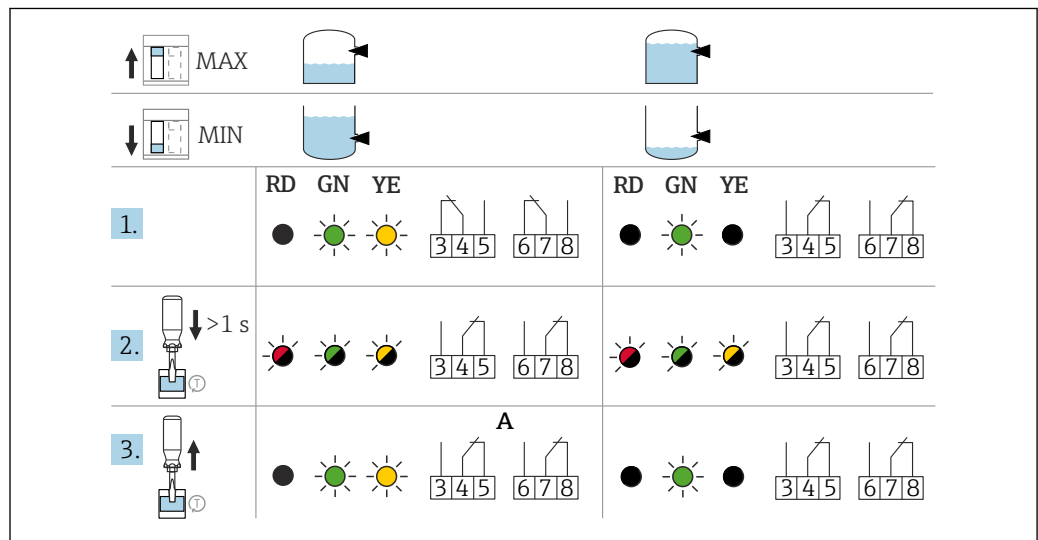 MAX
MIN
RD GN YE RD GN YE
1. 3 4 5 6 7 8 3 4 5 6 7 8
2. >1 s T 3 4 5 6 7 8 3 4 5 6 7 8
A
3. T 3 4 5 6 7 8 3 4 5 6 7 8